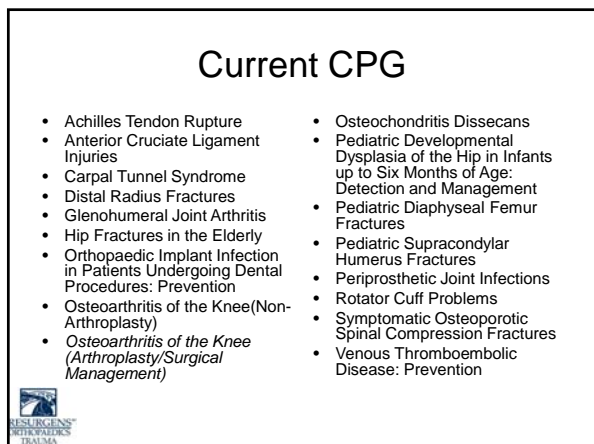 Current CPG
• Achilles Tendon Rupture
• Anterior Cruciate Ligament
Injuries
• Carpal Tunnel Syndrome
• Distal Radius Fractures
• Glenohumeral Joint Arthritis
• Hip Fractures in the Elderly
• Orthopaedic Implant Infection
in Patients Undergoing Dental
Procedures: Prevention
• Osteoarthritis of the Knee(Non-
Arthroplasty)
• Osteoarthritis of the Knee
(Arthroplasty/Surgical
Management)
• Osteochondritis Dissecans
• Pediatric Developmental
Dysplasia of the Hip in Infants
up to Six Months of Age:
Detection and Management
• Pediatric Diaphyseal Femur
Fractures
• Pediatric Supracondylar
Humerus Fractures
• Periprosthetic Joint Infections
• Rotator Cuff Problems
• Symptomatic Osteoporotic
Spinal Compression Fractures
• Venous Thromboembolic
Disease: Prevention
RESURGENS
ORTHOPAEDICS
TRAUMA